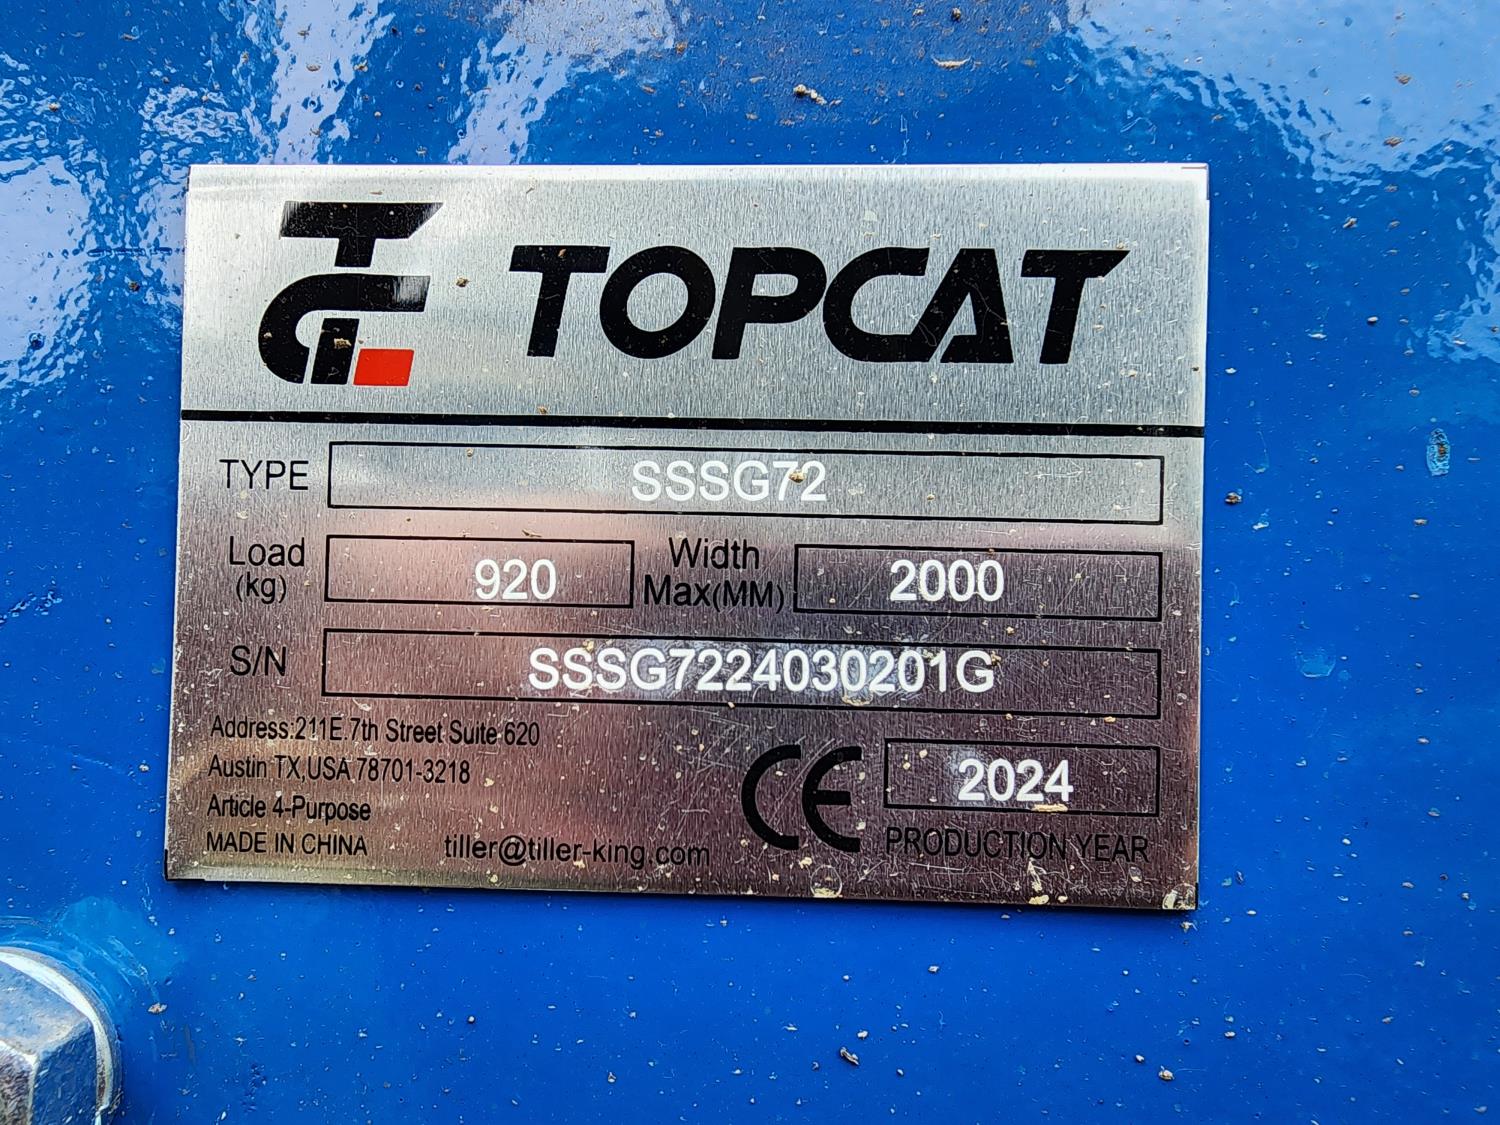 TC TOPCAT
TYPE SSSG72
Load (kg) 920 Width Max(MM) 2000
S/N SSSG7224030201G
Address:211E.7th Street Suite 620
Austin TX,USA 78701-3218
Article 4-Purpose
MADE IN CHINA tiller@tiller-king.com
CE 2024
PRODUCTION YEAR